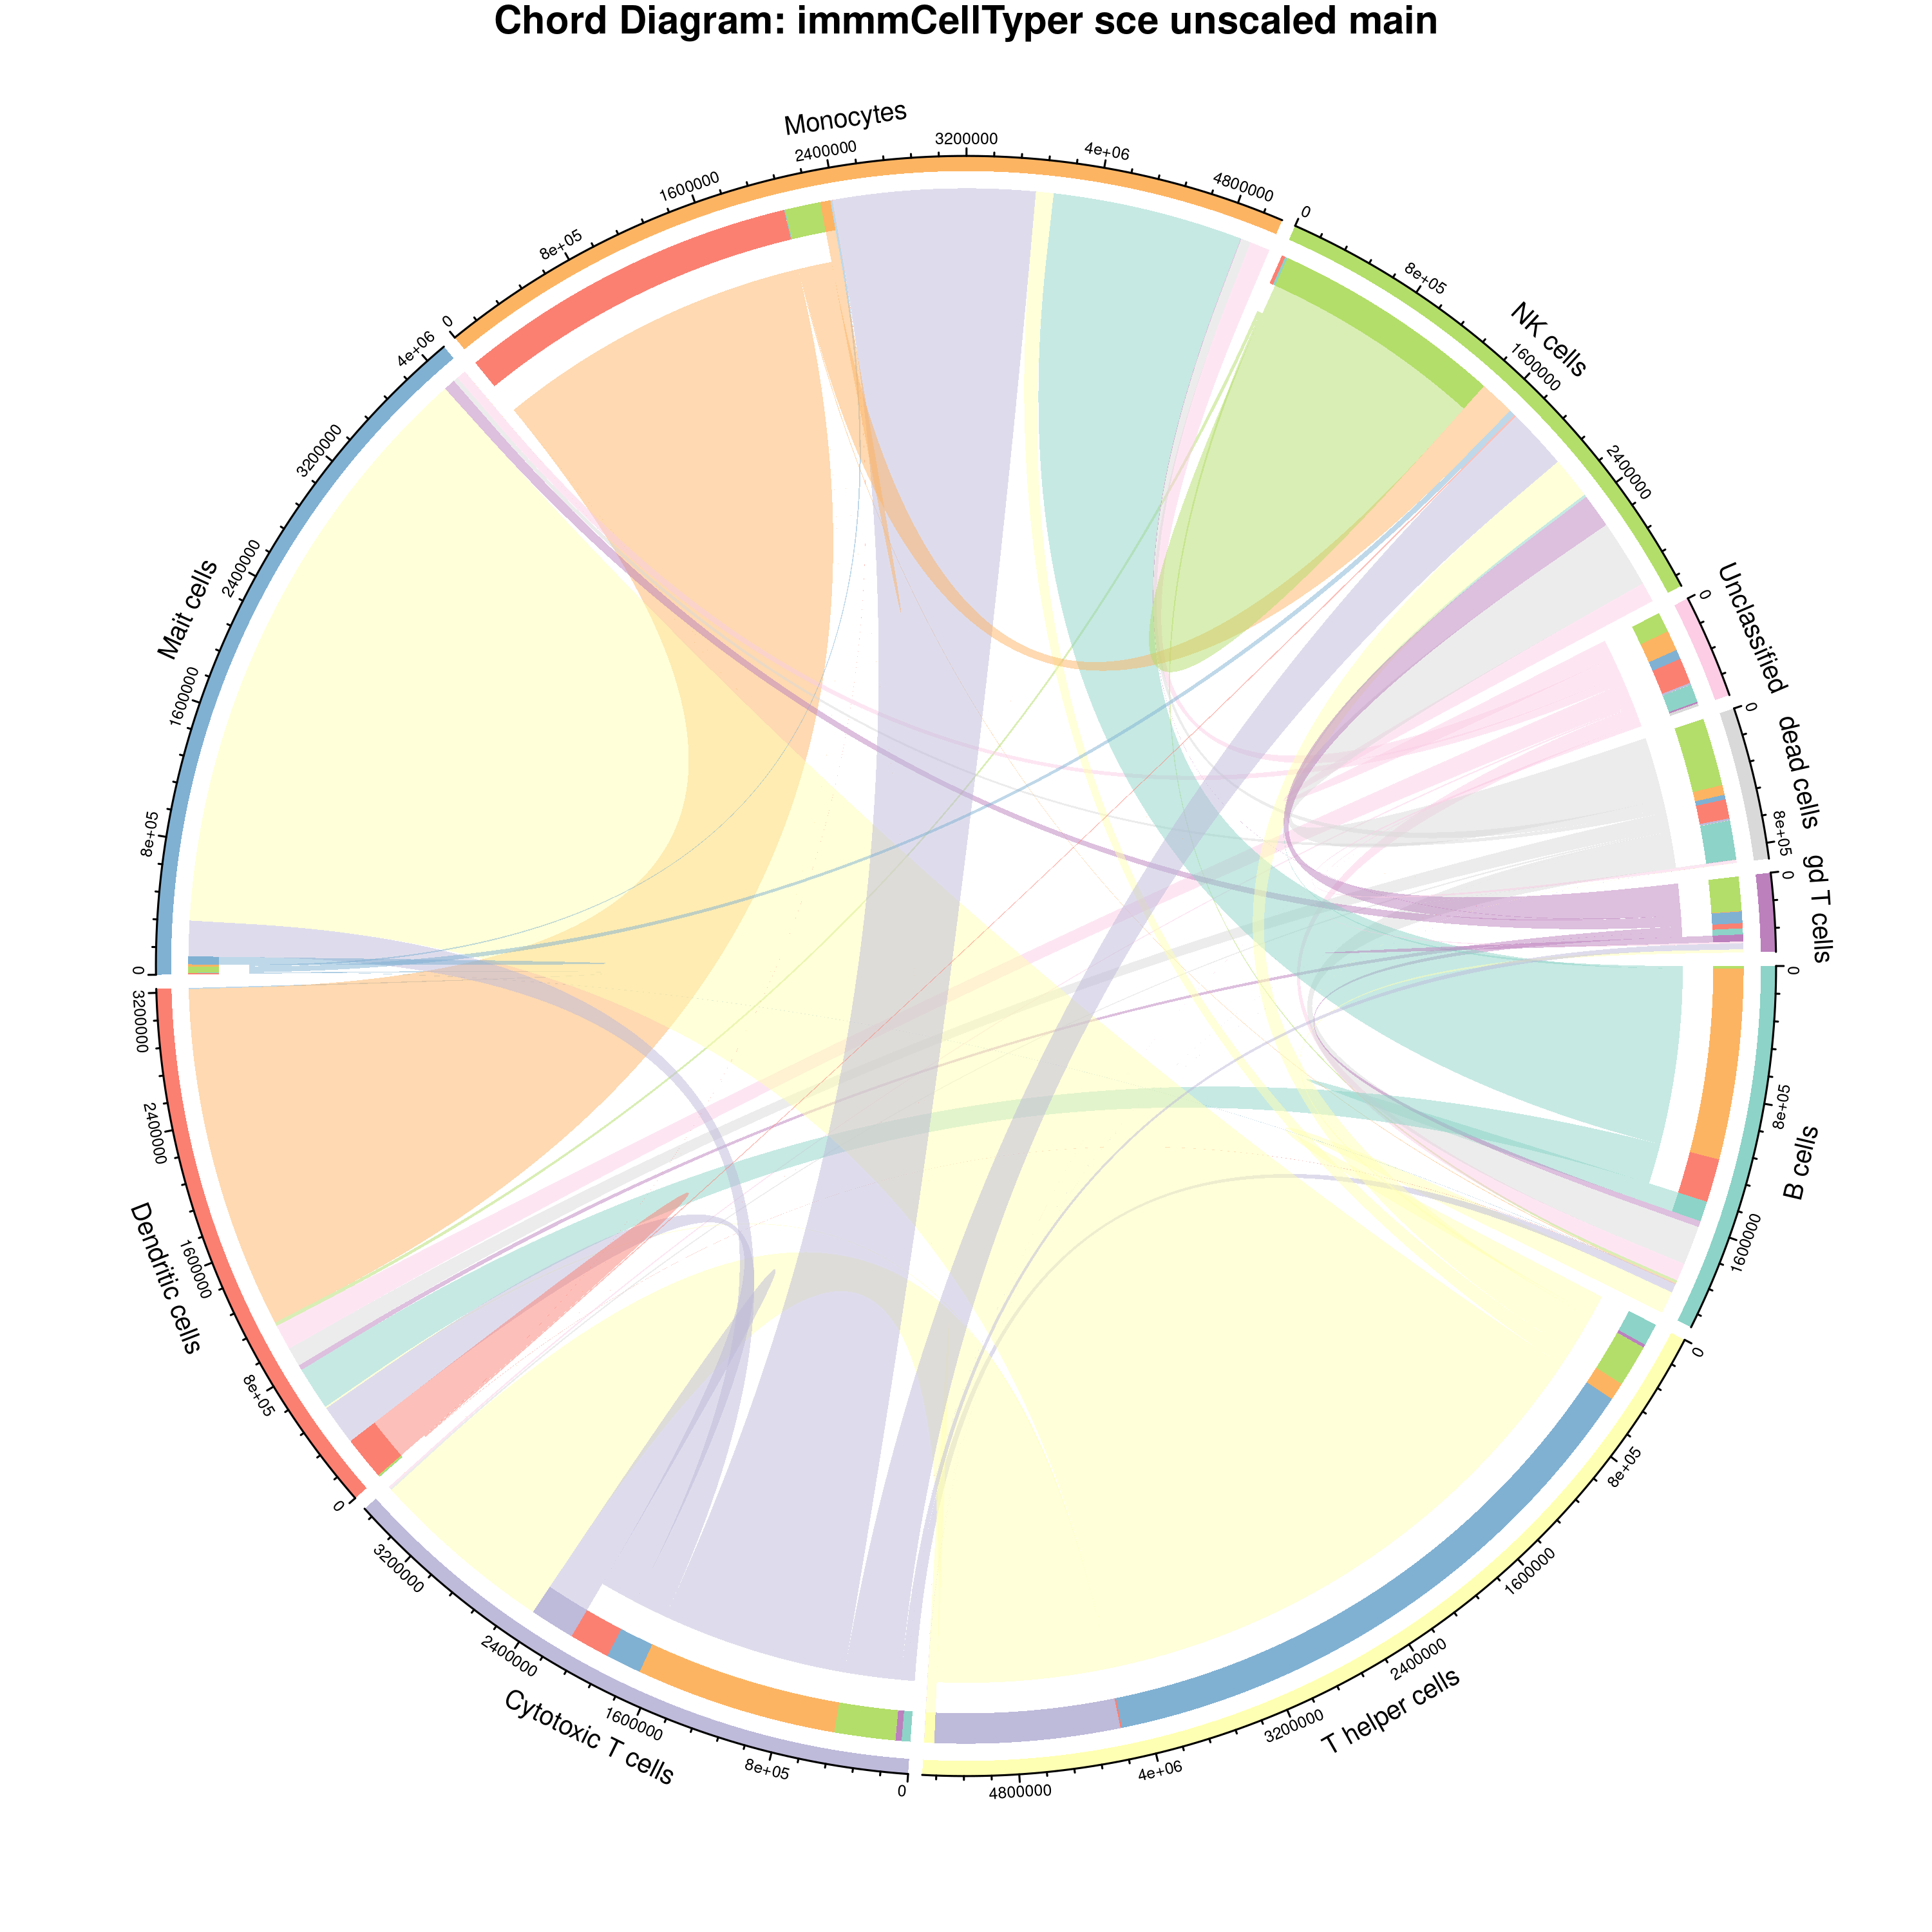 Chord Diagram: immmCellTyper sce unscaled main
Monocytes
0
8e+05
1600000
2400000
3200000
4e+06
4800000
NK cells
0
8e+05
1600000
2400000
Unclassified
0
dead cells
0
8e+05
gd T cells
0
B cells
0
8e+05
1600000
T helper cells
0
8e+05
1600000
2400000
3200000
4e+06
4800000
Cytotoxic T cells
0
8e+05
1600000
2400000
3200000
Dendritic cells
0
8e+05
1600000
2400000
3200000
Mait cells
0
8e+05
1600000
2400000
3200000
4e+06